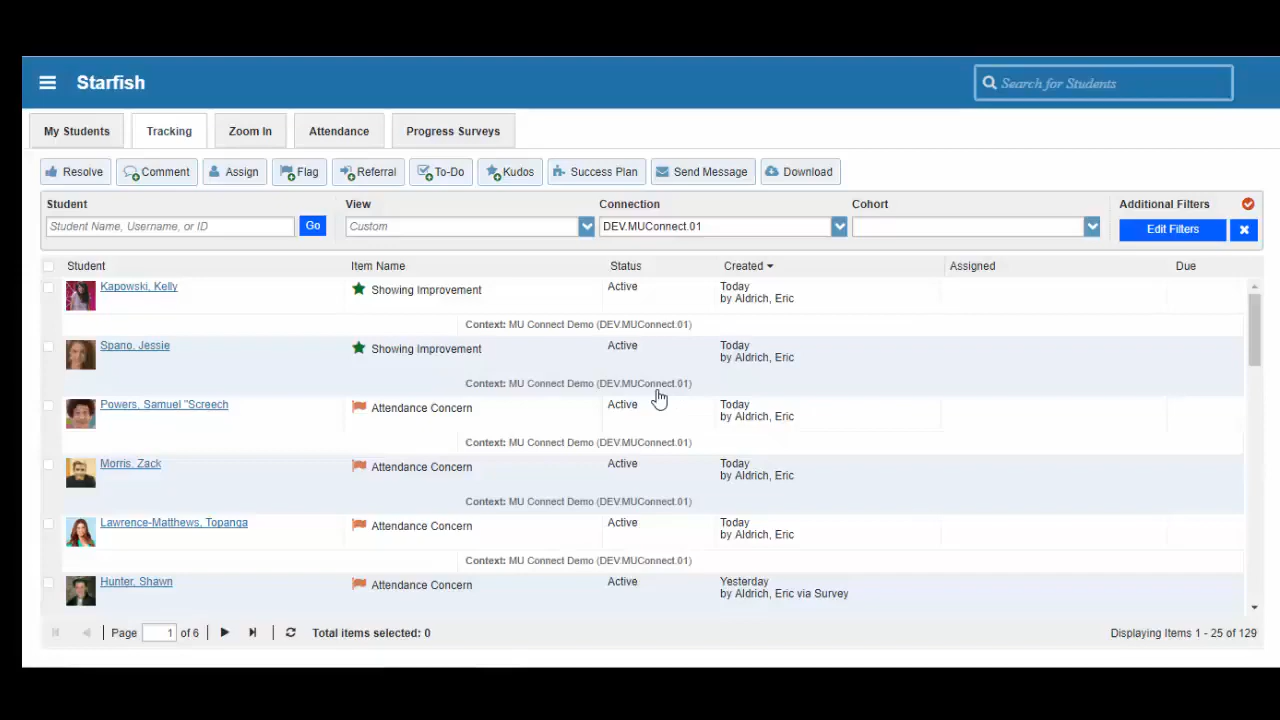 Starfish
Search for Students
My Students Tracking Zoom In Attendance Progress Surveys
Resolve Comment Assign Flag Referral To-Do Kudos Success Plan Send Message Download
Student View Connection Cohort Additional Filters
Student Name, Username, or ID Go Custom DEV.MUConnect.01 Edit Filters
Student Item Name Status Created Assigned Due
Kapowski, Kelly Showing Improvement Active Today
by Aldrich, Eric
Context: MU Connect Demo (DEV.MUConnect.01)
Spano, Jessie Showing Improvement Active Today
by Aldrich, Eric
Context: MU Connect Demo (DEV.MUConnect.01)
Powers, Samuel "Screech Attendance Concern Active Today
by Aldrich, Eric
Context: MU Connect Demo (DEV.MUConnect.01)
Morris, Zack Attendance Concern Active Today
by Aldrich, Eric
Context: MU Connect Demo (DEV.MUConnect.01)
Lawrence-Matthews, Topanga Attendance Concern Active Today
by Aldrich, Eric
Context: MU Connect Demo (DEV.MUConnect.01)
Hunter, Shawn Attendance Concern Active Yesterday
by Aldrich, Eric via Survey
Page 1 of 6 Total items selected: 0 Displaying Items 1 - 25 of 129